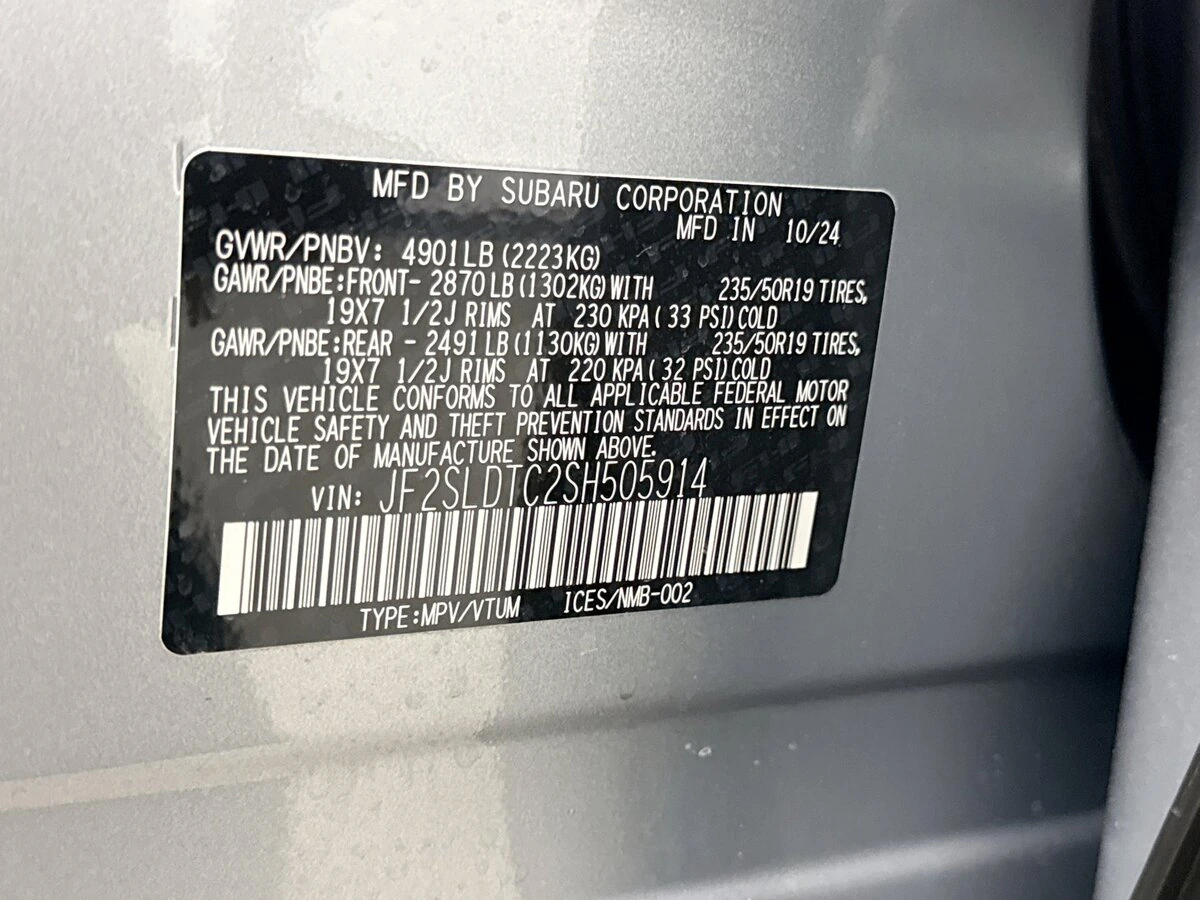 MFD BY SUBARU CORPORATION
MFD IN 10/24
GVWR/PNBV: 4901LB(2223KG)
GAWR/PNBE:FRONT- 2870LB(1302KG)WITH 235/50R19 TIRES,
19X7 1/2J RIMS AT 230 KPA( 33 PSI)COLD
GAWR/PNBE:REAR - 2491LB(1130KG)WITH 235/50R19 TIRES,
19X7 1/2J RIMS AT 220 KPA( 32 PSI)COLD
THIS VEHICLE CONFORMS TO ALL APPLICABLE FEDERAL MOTOR
VEHICLE SAFETY AND THEFT PREVENTION STANDARDS IN EFFECT ON
THE DATE OF MANUFACTURE SHOWN ABOVE.
VIN: JF2SLDTC2SH505914
TYPE:MPV/VTUM ICES/NMB-002